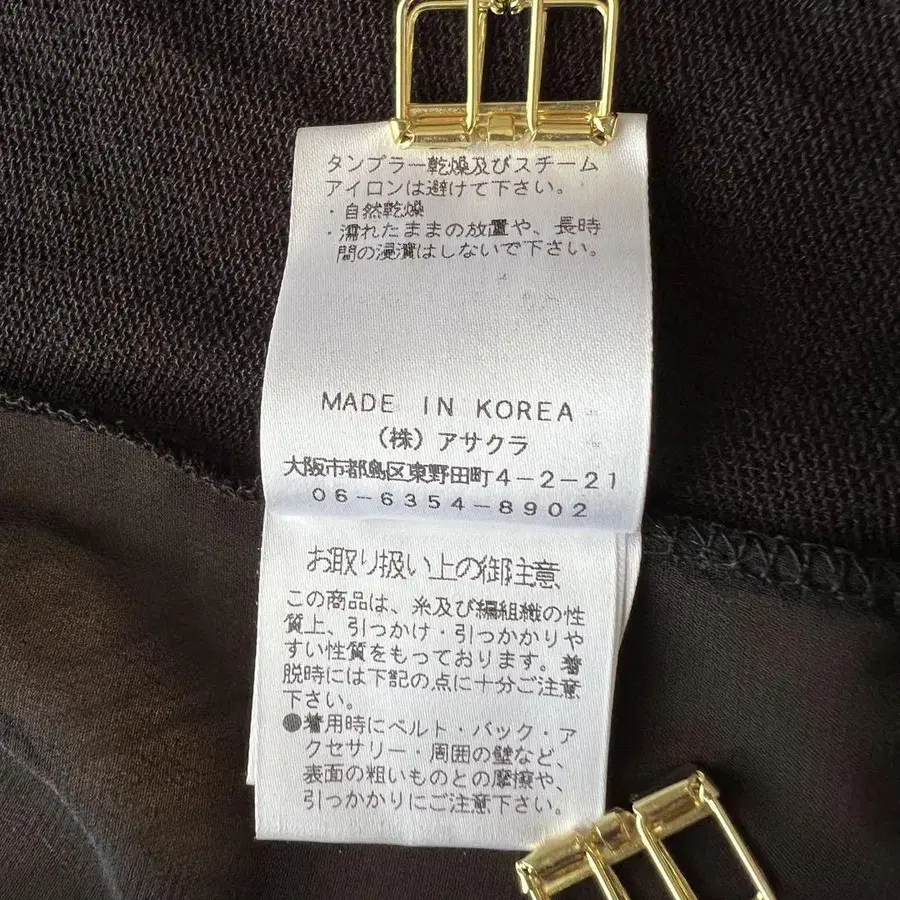 タンブラー乾燥及びスチーム
アイロンは避けて下さい。
・自然乾燥
・濡れたままの放置や、長時
間の浸漬はしないで下さい。
MADE IN KOREA
(株)アサクラ
大阪市都島区東野田町4-2-21
06-6354-8902
お取り扱い上の御注意
この商品は、糸及び編組織の性
質上、引っかけ・引っかかりや
すい性質をもっております。着
脱時には下記の点に十分ご注意
下さい。
●着用時にベルト・バック・ア
クセサリー・周囲の壁など、
表面の粗いものとの摩擦や、
引っかかりにご注意下さい。